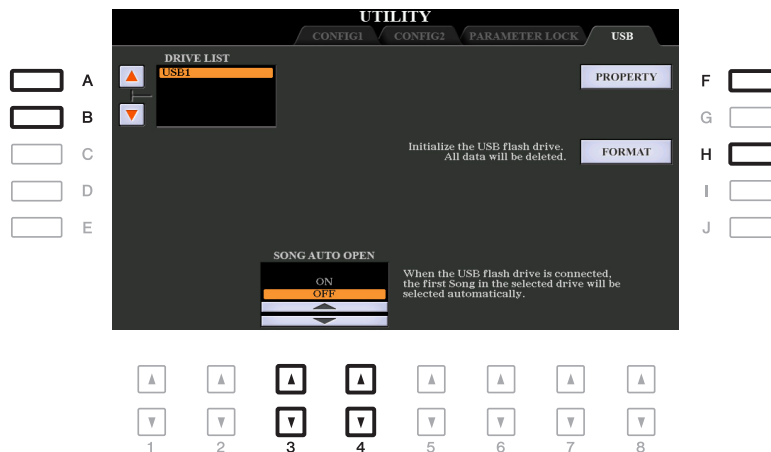 UTILITY
CONFIG1 CONFIG2 PARAMETER LOCK USB
DRIVE LIST
USB1
PROPERTY
A
B
C
D
E
F
G
H
I
J
Initialize the USB flash drive.
All data will be deleted.
FORMAT
SONG AUTO OPEN
ON
OFF
When the USB flash drive is connected,
the first Song in the selected drive will be
selected automatically.
1 2 3 4 5 6 7 8